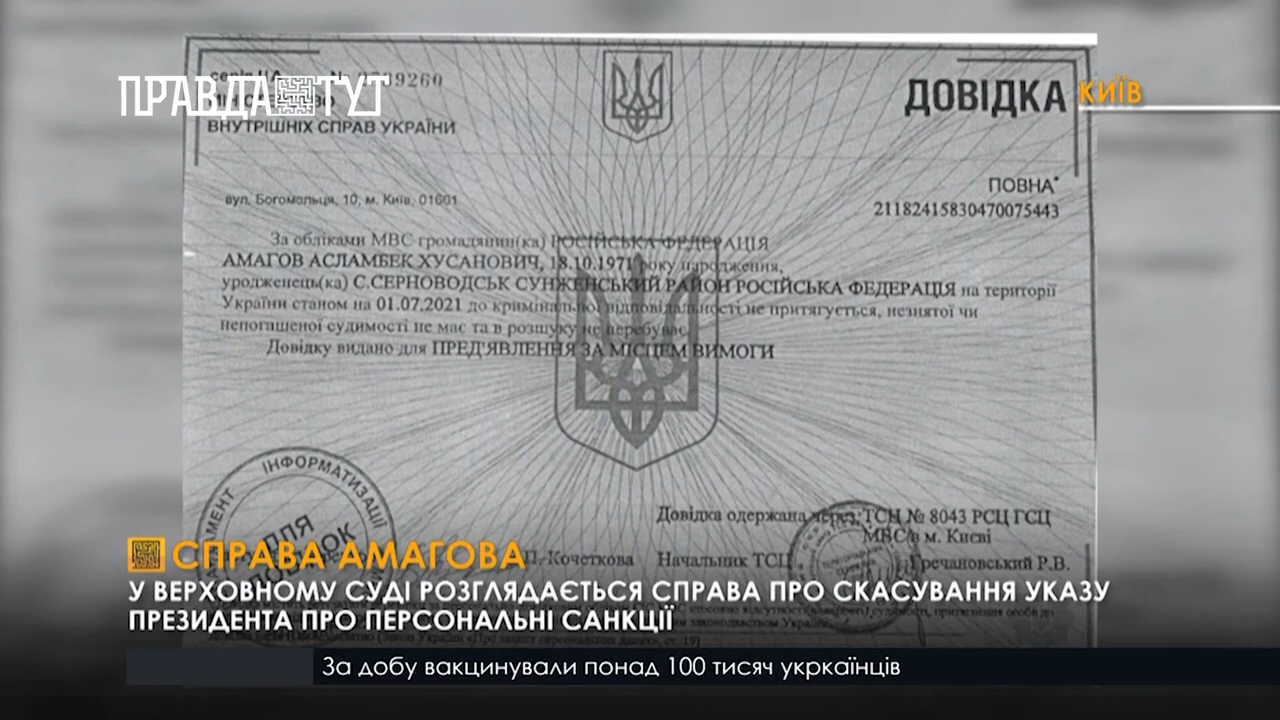 ПРАВДА ТУТ
9260
ДОВІДКА
КИЇВ
ВНУТРІШНІХ СПРАВ УКРАЇНИ
ПОВНА*
вул. Богомольця, 10, м. Київ, 01601
21182415830470075443
За обліками МВС громадянин(ка) РОСІЙСЬКА ФЕДЕРАЦІЯ
АМАГОВ АСЛАМБЕК ХУСАНОВИЧ, 18.10.1971 року народження,
уродженець(ка) С.СЕРНОВОДСЬК СУНЖЕНСЬКИЙ РАЙОН РОСІЙСЬКА ФЕДЕРАЦІЯ на території
України станом на 01.07.2021 до кримінальної відповідальності не притягується, незнятої чи
непогашеної судимості не має та в розшуку не перебуває.
Довідку видано для ПРЕД'ЯВЛЕННЯ ЗА МІСЦЕМ ВИМОГИ
ІНФОРМАТИЗАЦІЇ
ДЛЯ
Довідка одержана через: ТСЦ № 8043 РСЦ ГСЦ
МВС в м. Києві
Кочеткова Начальник ТСЦ Гречановський Р.В.
СПРАВА АМАГОВА
У ВЕРХОВНОМУ СУДІ РОЗГЛЯДАЄТЬСЯ СПРАВА ПРО СКАСУВАННЯ УКАЗУ
ПРЕЗИДЕНТА ПРО ПЕРСОНАЛЬНІ САНКЦІЇ
За добу вакцинували понад 100 тисяч укркаїнців